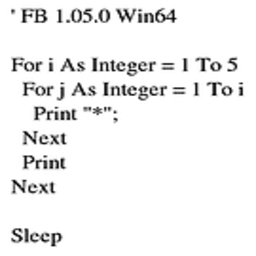 ' FB 1.05.0 Win64

For i As Integer = 1 To 5
  For j As Integer = 1 To i
    Print "*";
  Next
  Print
Next

Sleep